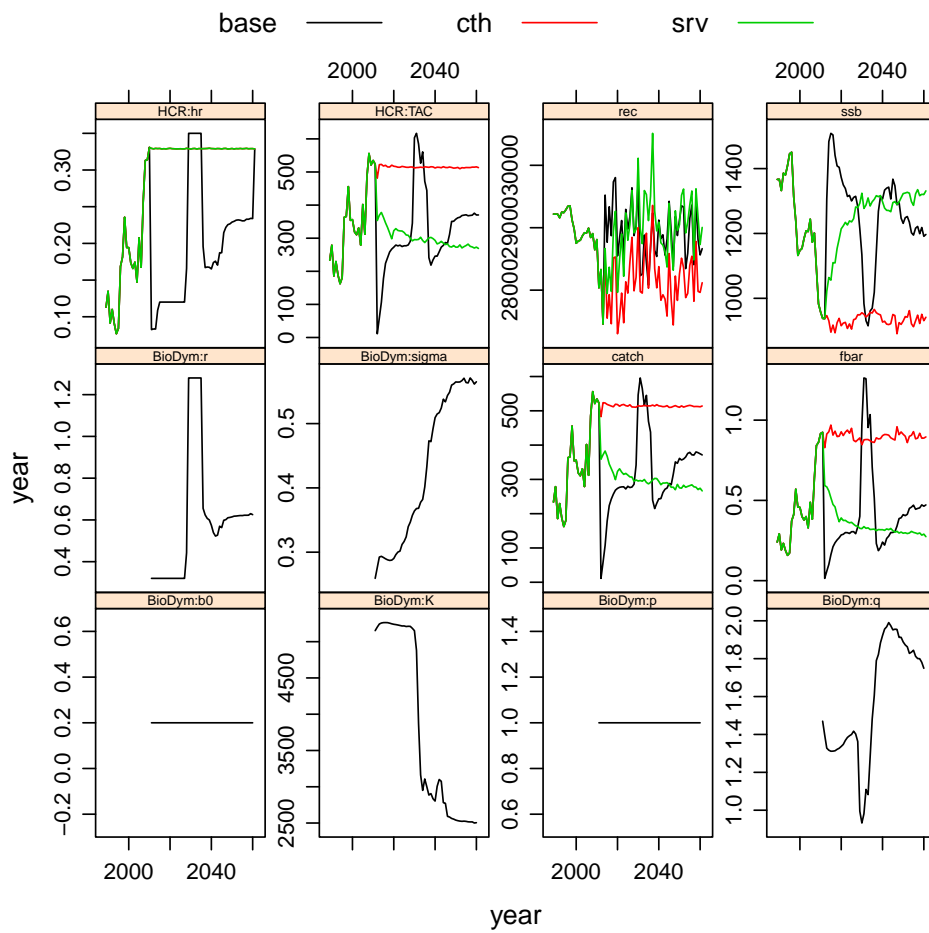 base cth srv
2000 2040 2000 2040
HCR:hr HCR:TAC rec ssb
0.10 0.20 0.30
0 100 300 500
28000 29000 30000
1000 1200 1400
BioDym:r BioDym:sigma catch fbar
0.4 0.6 0.8 1.0 1.2
0.3 0.4 0.5
0 100 300 500
0.0 0.5 1.0
BioDym:b0 BioDym:K BioDym:p BioDym:q
−0.2 0.0 0.2 0.4 0.6
2500 3500 4500
0.6 0.8 1.0 1.2 1.4
1.0 1.2 1.4 1.6 1.8 2.0
year
2000 2040 2000 2040
year